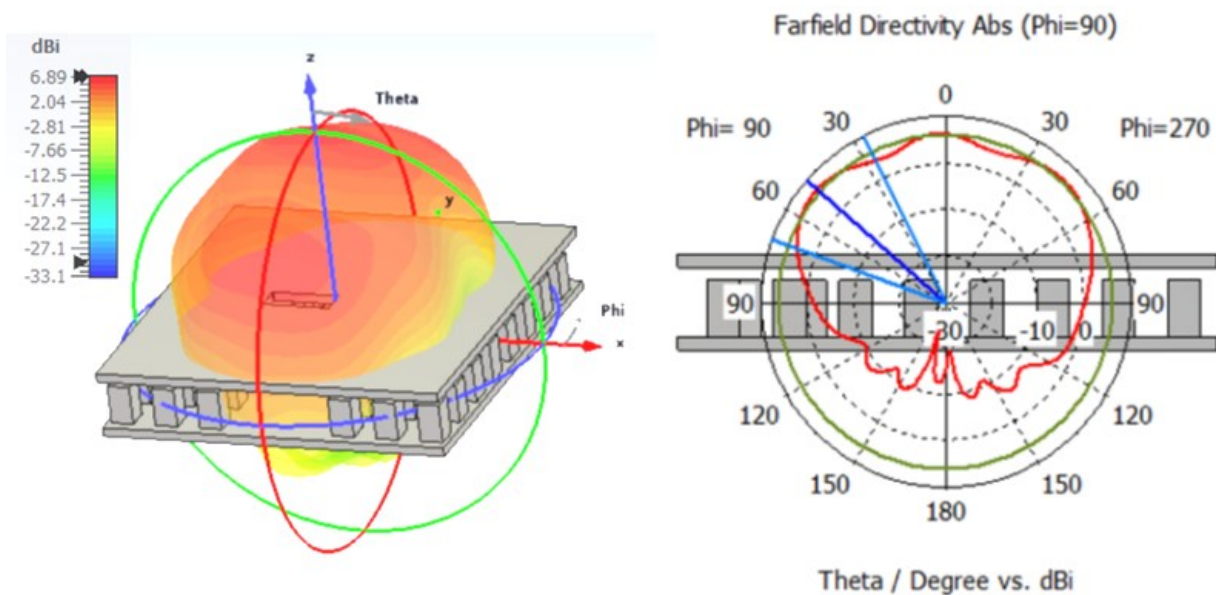 dBi
6.89
2.04
-2.81
-7.66
-12.5
-17.4
-22.2
-27.1
-33.1
z
Theta
y
Phi
x
Farfield Directivity Abs (Phi=90)
0
Phi= 90
30
30
Phi=270
60
60
90
90
-30
-10
0
120
120
150
150
180
Theta / Degree vs. dBi